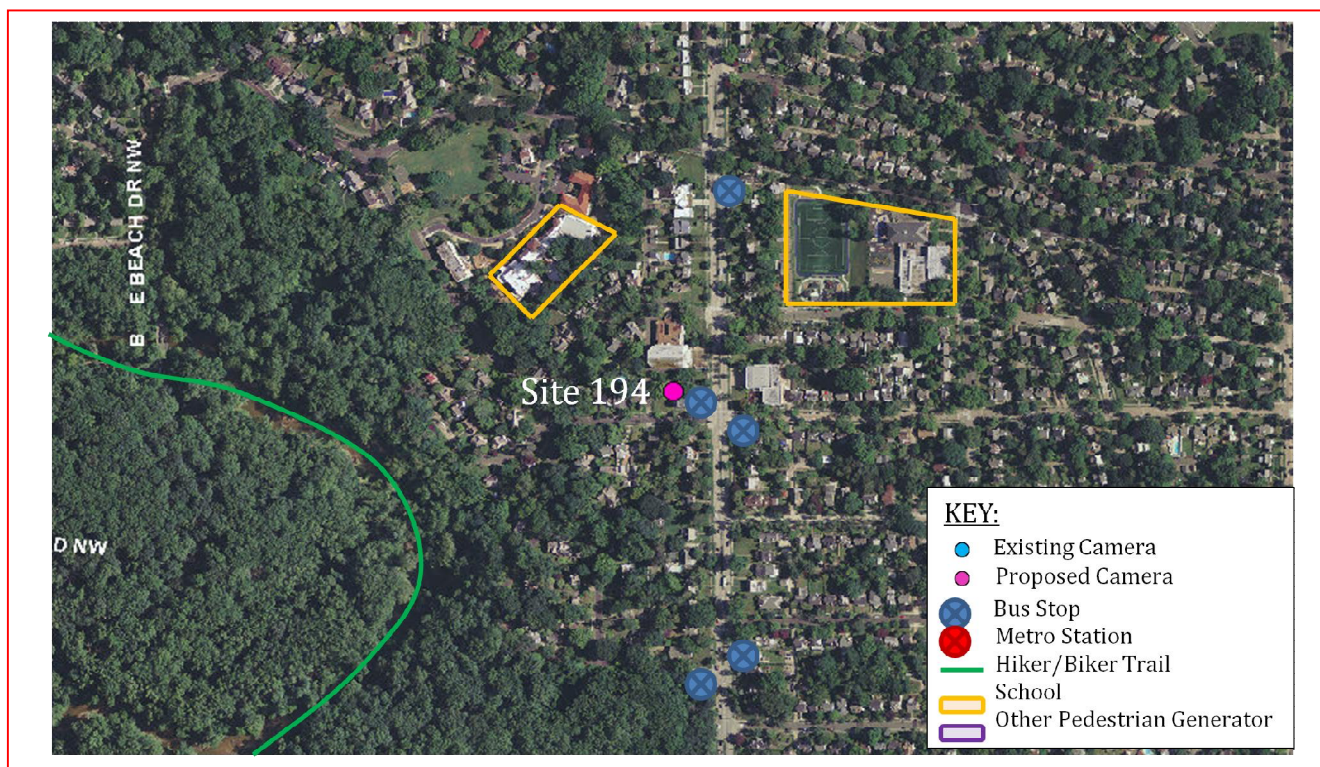 B E BEACH DR NW
Site 194
D NW
KEY:
Existing Camera
Proposed Camera
Bus Stop
Metro Station
Hiker/Biker Trail
School
Other Pedestrian Generator